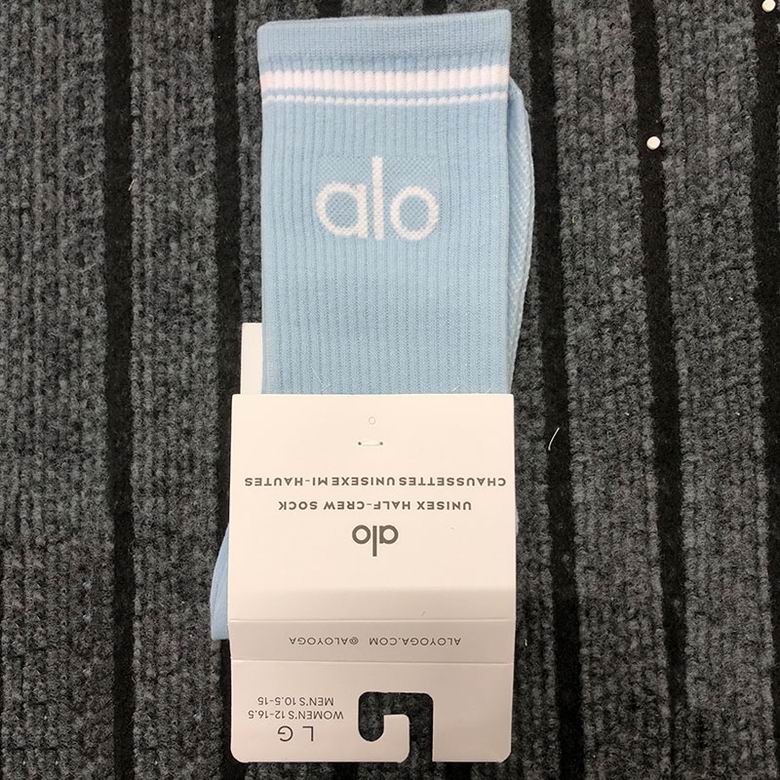 alo
alo
UNISEX HALF-CREW SOCK
CHAUSSETTES UNISEXE MI-HAUTES
ALOYOGA.COM @ALOYOGA
L G
WOMEN'S 12-16.5
MEN'S 10.5-15